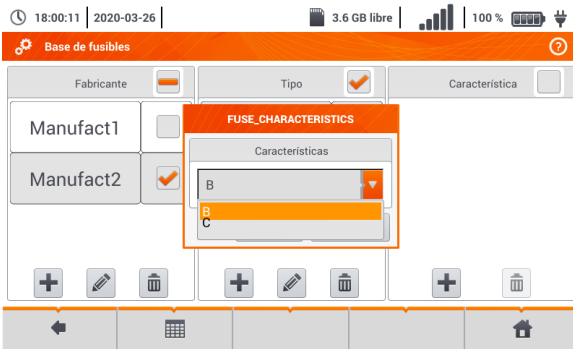 18:00:11 2020-03-26 3.6 GB libre 100 %
Base de fusibles ?
Fabricante Tipo Característica
FUSE_CHARACTERISTICS
Características
Manufact1
Manufact2
B
B
C